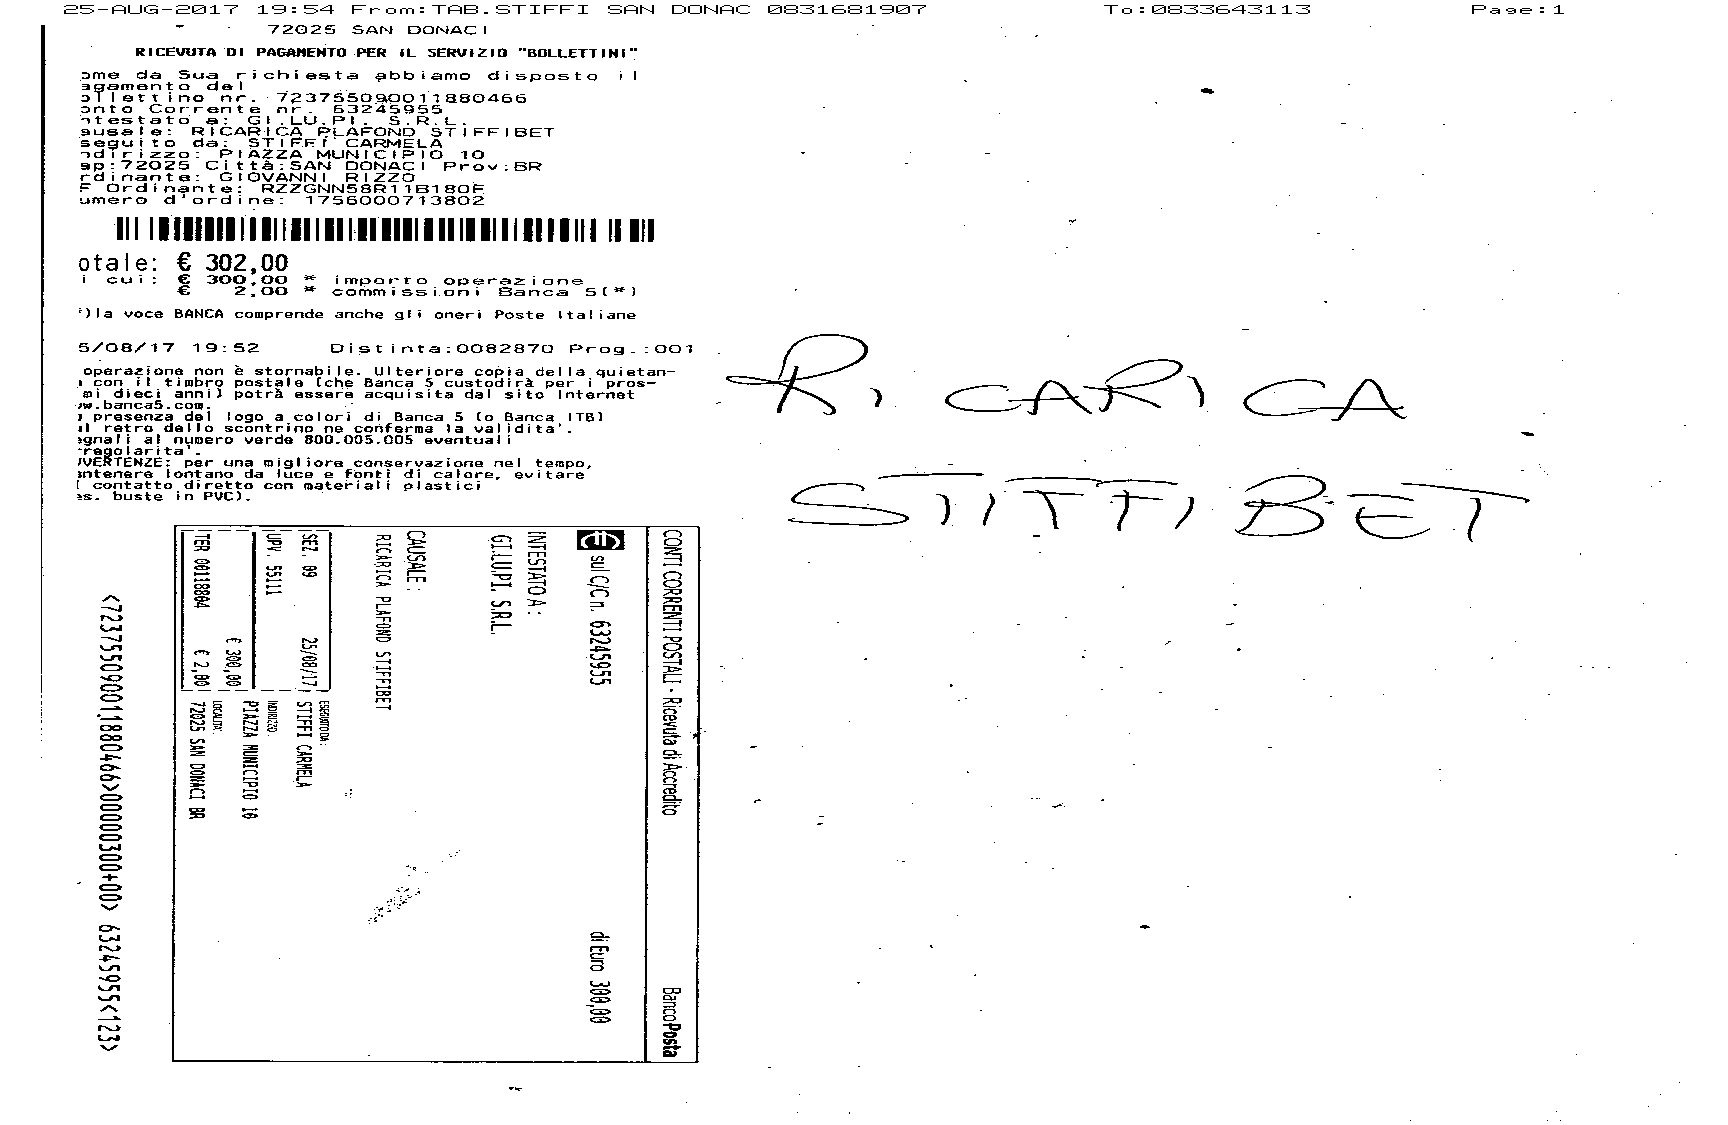 25-AUG-2017 19:54 From:TAB.STIFFI SAN DONAC 0831681907 To:0833643113 Page:1
72025 SAN DONACI
RICEVUTA DI PAGAMENTO PER IL SERVIZIO "BOLLETTINI"
ome da Sua richiesta abbiamo disposto il
agamento del
ollettino nr. 723755090011880466
onto Corrente nr. 63245955
ntestato a: GI.LU.PI. S.R.L.
ausale: RICARICA PLAFOND STIFFIBET
seguito da: STIFFI CARMELA
ndirizzo: PIAZZA MUNICIPIO 10
ap:72025 Città:SAN DONACI Prov:BR
rdinante: GIOVANNI RIZZO
F Ordinante: RZZGNN58R11B180F
umero d'ordine: 1756000713802
otale: € 302,00
i cui: € 300,00 * importo operazione
€ 2,00 * commissioni Banca 5(*)
*)la voce BANCA comprende anche gli oneri Poste Italiane
5/08/17 19:52 Distinta:0082870 Prog.:001
operazione non è stornabile. Ulteriore copia della quietan-
a con il timbro postale (che Banca 5 custodirà per i pros-
mi dieci anni) potrà essere acquisita dal sito Internet
ww.banca5.com.
a presenza del logo a colori di Banca 5 (o Banca ITB)
ul retro dello scontrino ne conferma la validita'.
egnali al numero verde 800.005.005 eventuali
rregolarita'.
VVERTENZE: per una migliore conservazione nel tempo,
antenere lontano da luce e fonti di calore, evitare
l contatto diretto con materiali plastici
es. buste in PVC).
RICARICA
STIFFIBET
CONTI CORRENTI POSTALI - Ricevuta di Accredito BancoPosta
sul C/C n. 63245955 di Euro 300,00
INTESTATO A :
GI.LU.PI. S.R.L.
CAUSALE :
RICARICA PLAFOND STIFFIBET
SEZ. 09 25/08/17
UPV. 55111
€ 300,00
TER 00118804 € 2,00
ESEGUITO DA :
STIFFI CARMELA
INDIRIZZO:
PIAZZA MUNICIPIO 10
LOCALITA':
72025 SAN DONACI BR
<723755090011880466>00000300+00> 63245955<123>